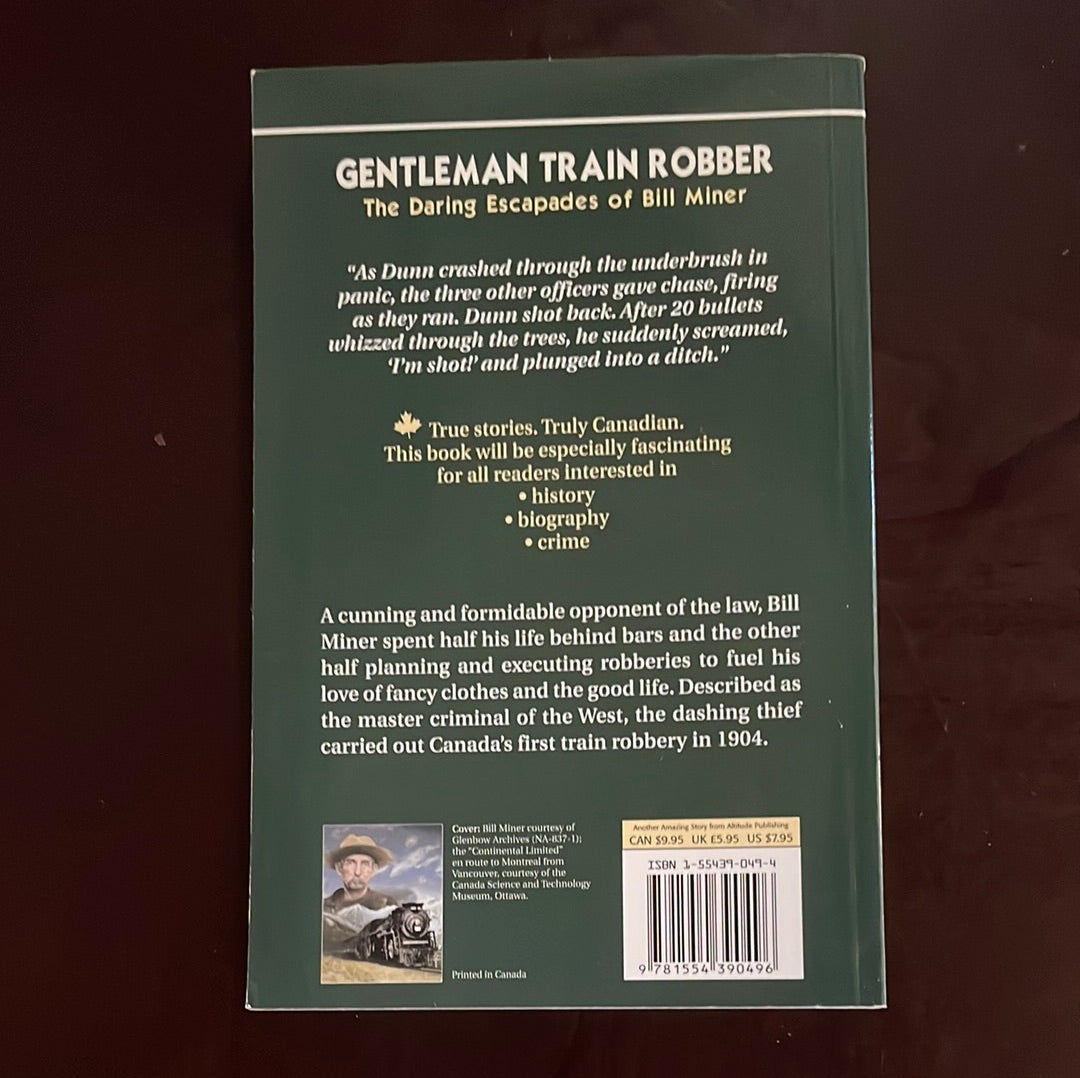 GENTLEMAN TRAIN ROBBER
The Daring Escapades of Bill Miner
"As Dunn crashed through the underbrush in
panic, the three other officers gave chase, firing
as they ran. Dunn shot back. After 20 bullets
whizzed through the trees, he suddenly screamed,
'I'm shot!' and plunged into a ditch."
True stories. Truly Canadian.
This book will be especially fascinating
for all readers interested in
• history
• biography
• crime
A cunning and formidable opponent of the law, Bill
Miner spent half his life behind bars and the other
half planning and executing robberies to fuel his
love of fancy clothes and the good life. Described as
the master criminal of the West, the dashing thief
carried out Canada's first train robbery in 1904.
Cover: Bill Miner courtesy of
Glenbow Archives (NA-837-1);
the "Continental Limited"
en route to Montreal from
Vancouver, courtesy of the
Canada Science and Technology
Museum, Ottawa.
Printed in Canada
Another Amazing Story from Altitude Publishing
CAN $9.95 UK £5.95 US $7.95
ISBN 1-55439-049-4
9 781554 390496